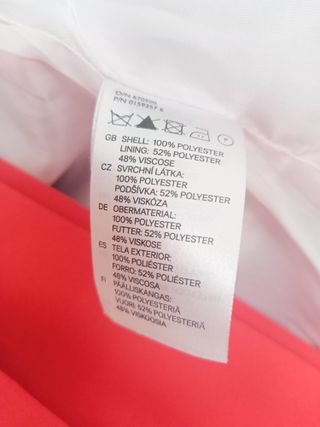 O/N 670500
P/N 0159257 6
P
GB SHELL: 100% POLYESTER
LINING: 52% POLYESTER
48% VISCOSE
CZ SVRCHNÍ LÁTKA:
100% POLYESTER
PODŠÍVKA: 52% POLYESTER
48% VISKÓZA
DE OBERMATERIAL:
100% POLYESTER
FUTTER: 52% POLYESTER
48% VISKOSE
ES TELA EXTERIOR:
100% POLIÉSTER
FORRO: 52% POLIÉSTER
48% VISCOSA
FI PÄÄLLISKANGAS:
100% POLYESTERIÄ
VUORI: 52% POLYESTERIÄ
48% VISKOOSIA